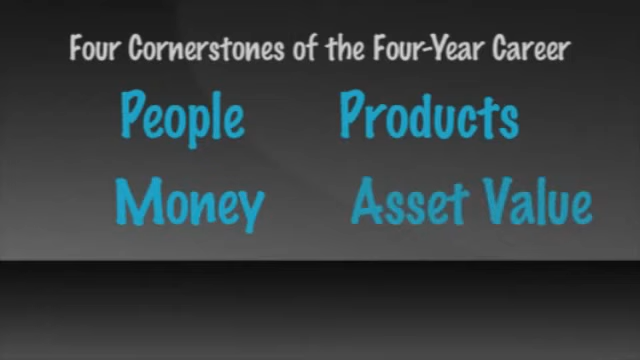 Four Cornerstones of the Four-Year Career
People Products
Money Asset Value